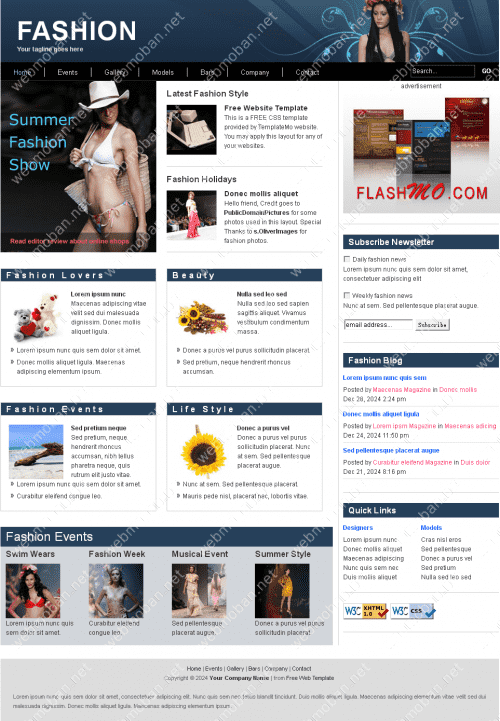 FASHION
Your tagline goes here
Home
Events
Gallery
Models
Bars
Company
Contact
Search...
GO
Summer
Fashion
Show
Read editor review about online shops
Latest Fashion Style
Free Website Template
This is a FREE CSS template
provided by TemplateMo website.
You may apply this layout for any of
your websites.
Fashion Holidays
Donec mollis aliquet
Hello friend, Credit goes to
PublicDomainPictures for some
photos used in this layout. Special
Thanks to s.OliverImages for
fashion photos.
advertisement
FLASHMO.COM
Fashion Lovers
Lorem ipsum nunc
Maecenas adipiscing vitae
velit sed dui malesuada
dignissim. Donec mollis
aliquet ligula.
» Lorem ipsum nunc quis sem dolor sit amet.
» Donec mollis aliquet ligula. Maecenas
adipiscing elementum ipsum.
Beauty
Nulla sed leo sed
Nulla sed leo sed sapien
sagittis aliquet. Vivamus
vestibulum condimentum
massa.
» Donec a purus vel purus sollicitudin placerat.
» Sed pretium, neque hendrerit rhoncus
accumsan.
Fashion Events
Sed pretium neque
Sed pretium, neque
hendrerit rhoncus
accumsan, nibh tellus
pharetra neque, quis
rutrum elit justo vitae.
» Lorem ipsum nunc quis sem dolor sit amet.
» Curabitur eleifend congue leo.
Life Style
Donec a purus vel
Donec a purus vel purus
sollicitudin placerat. Nunc
at sem. Sed pellentesque
placerat augue.
» Nunc at sem. Sed pellentesque placerat.
» Mauris pede nisl, placerat nec, lobortis vitae.
Subscribe Newsletter
Daily fashion news
Lorem ipsum nunc quis sem dolor sit amet,
consectetuer adipiscing elit
Weekly fashion news
Nunc at sem. Sed pellentesque placerat augue.
email address...
Subscribe
Fashion Blog
Lorem ipsum nunc quis sem
Posted by Maecenas Magazine in Donec mollis
Dec 28, 2024 2:24 pm
Donec mollis aliquet ligula
Posted by Lorem Ipsum Magazine in Maecenas adiicing
Dec 24, 2024 11:50 pm
Sed pellentesque placerat augue
Posted by Curabitur eleifend Magazine in Duis dolor
Dec 21, 2024 8:16 pm
Quick Links
Designers
Lorem ipsum nunc
Donec mollis aliquet
Maecenas adipiscing
Nunc quis sem nec
Duis mollis aliquet
Models
Cras nisl eros
Sed pellentesque
Donec a purus vel
Sed pretium
Nulla sed leo sed
W3C XHTML 1.0
W3C CSS
Fashion Events
Swim Wears
Lorem ipsum nunc quis
sem dolor sit amet.
Fashion Week
Curabitur eleifend
congue leo.
Musical Event
Sed pellentesque
placerat augue.
Summer Style
Donec a purus vel purus
sollicitudin placerat.
Home | Events | Gallery | Bars | Company | Contact
Copyright © 2024 Your Company Name | from Free Web Template
Lorem ipsum nunc quis sem dolor sit amet, consectetuer adipiscing elit. Nunc quis sem nec tellus blandit tincidunt. Duis mollis aliquet ligula. Maecenas adipiscing elementum vitae velit sed dui
malesuada dignissim. Donec mollis aliquet ligula. Maecenas adipiscing elementum ipsum.
webmoban.net